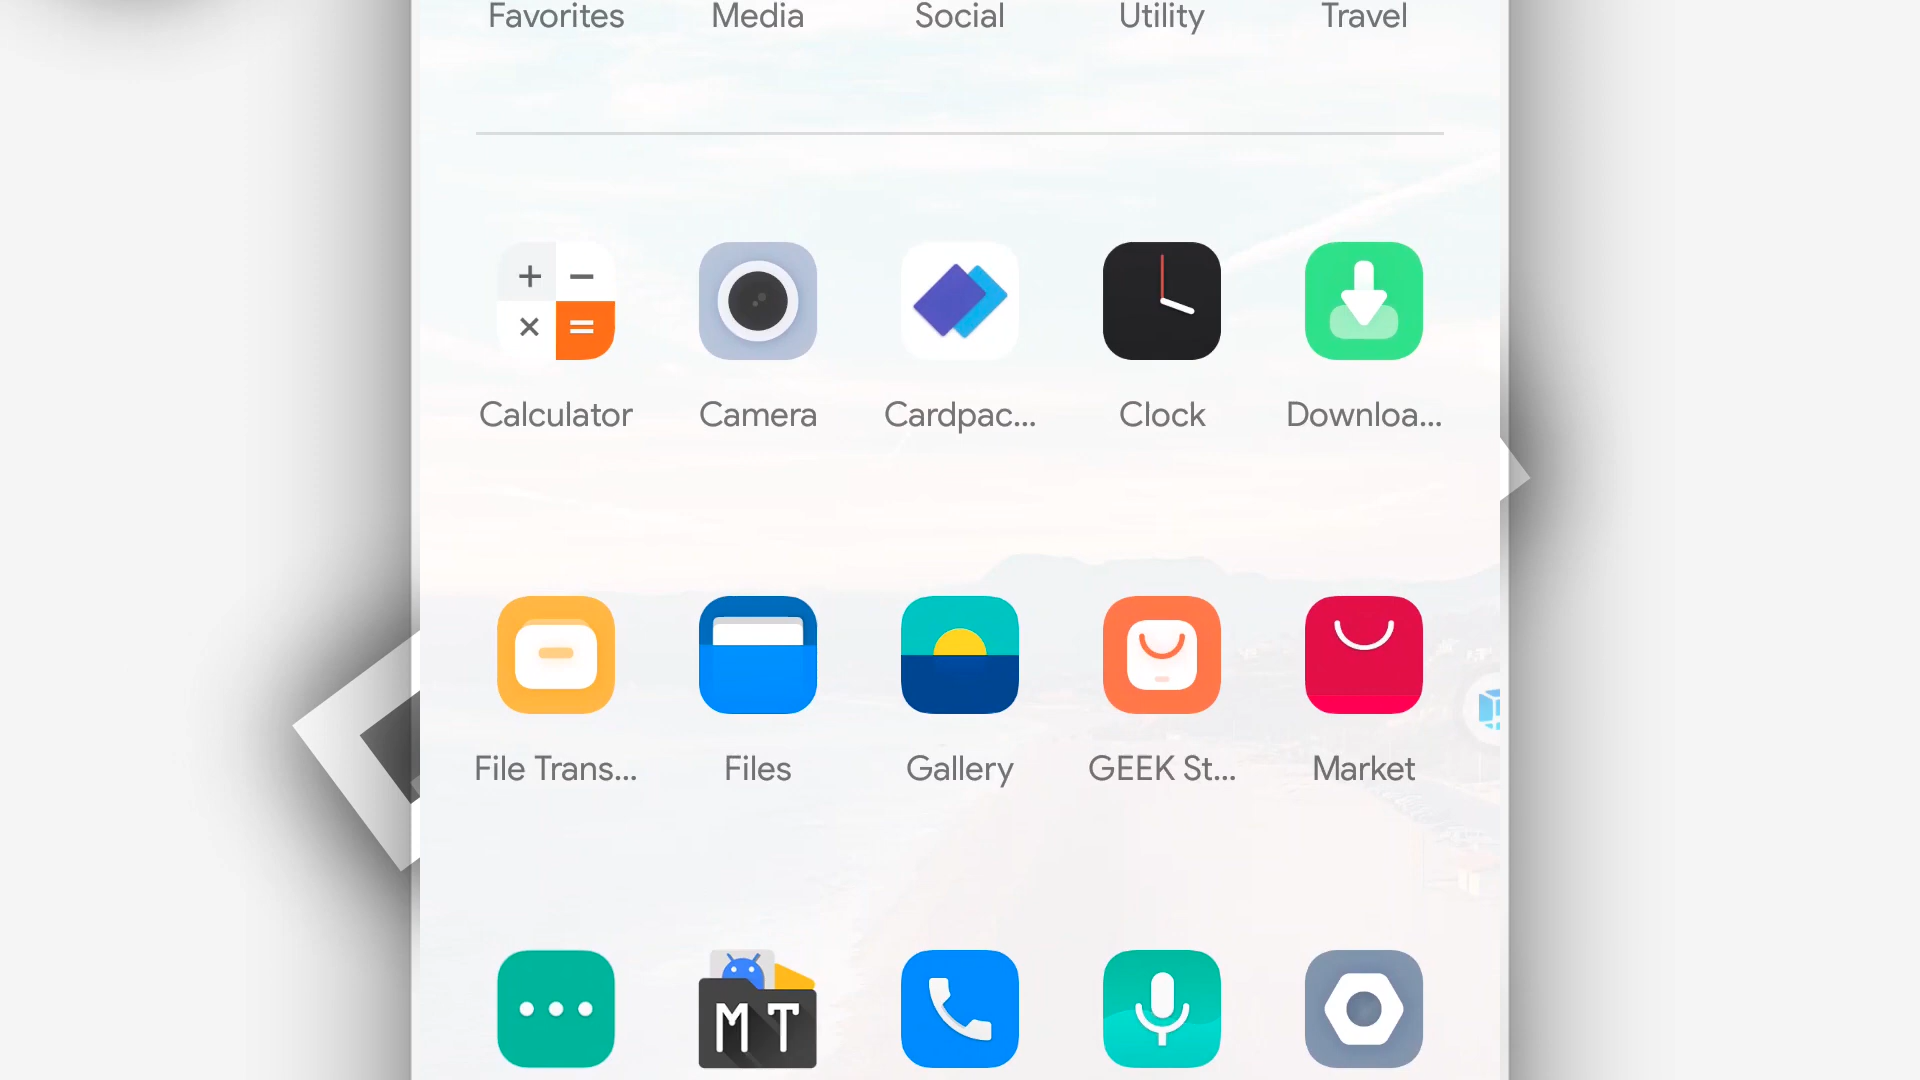 Favorites Media Social Utility Travel
Calculator Camera Cardpac... Clock Downloa...
File Trans... Files Gallery GEEK St... Market
MT